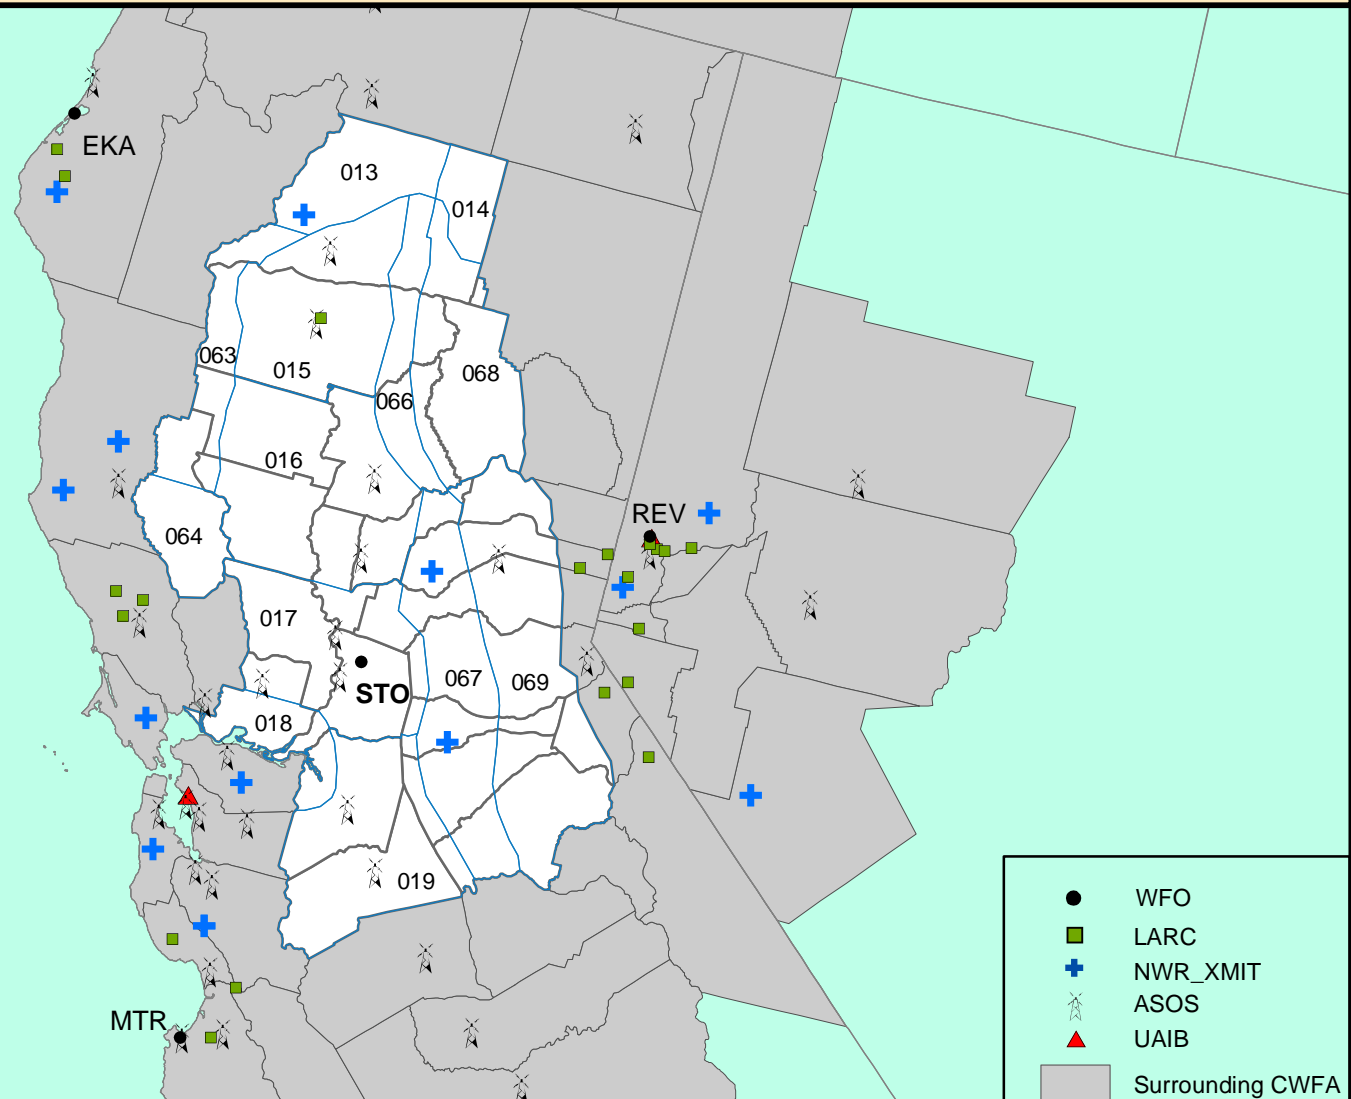 EKA
013
014
063
015
068
066
016
REV
064
017
067
069
STO
018
019
MTR
WFO
LARC
NWR_XMIT
ASOS
UAIB
Surrounding CWFA